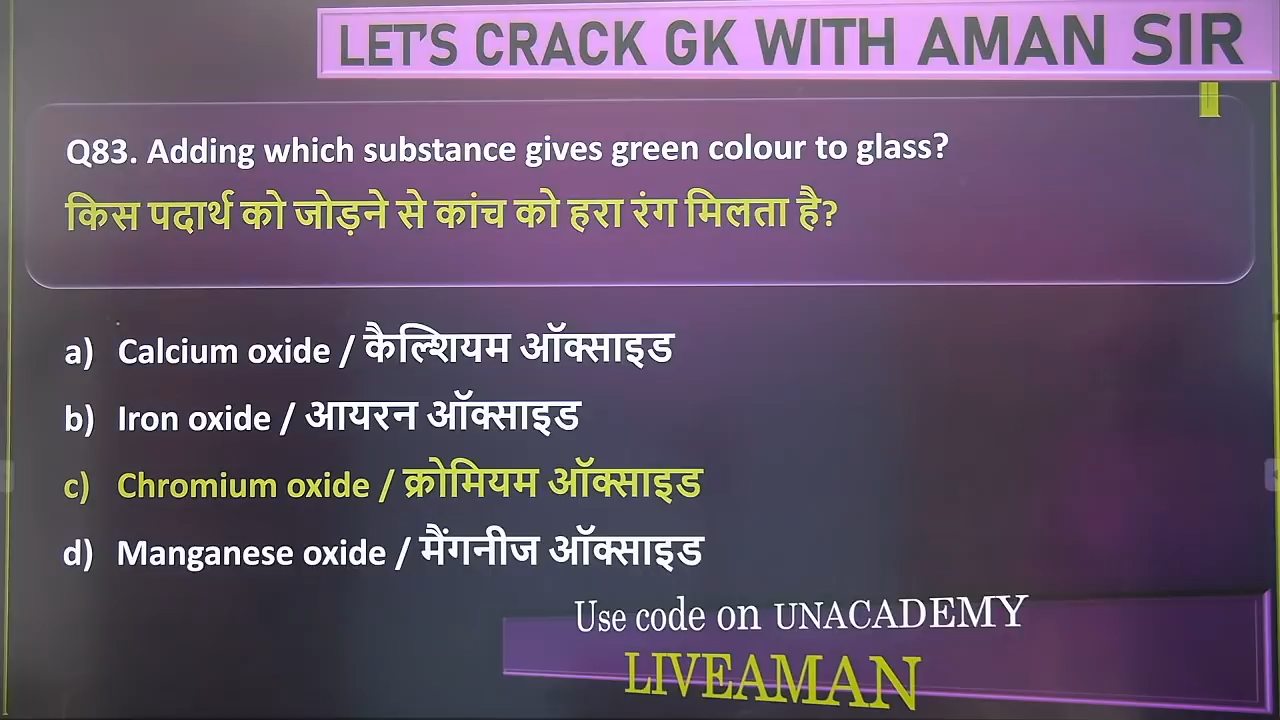 LET'S CRACK GK WITH AMAN SIR
Q83. Adding which substance gives green colour to glass?
किस पदार्थ को जोड़ने से कांच को हरा रंग मिलता है?
a) Calcium oxide / कैल्शियम ऑक्साइड
b) Iron oxide / आयरन ऑक्साइड
c) Chromium oxide / क्रोमियम ऑक्साइड
d) Manganese oxide / मैंगनीज ऑक्साइड
Use code on UNACADEMY
LIVEAMAN